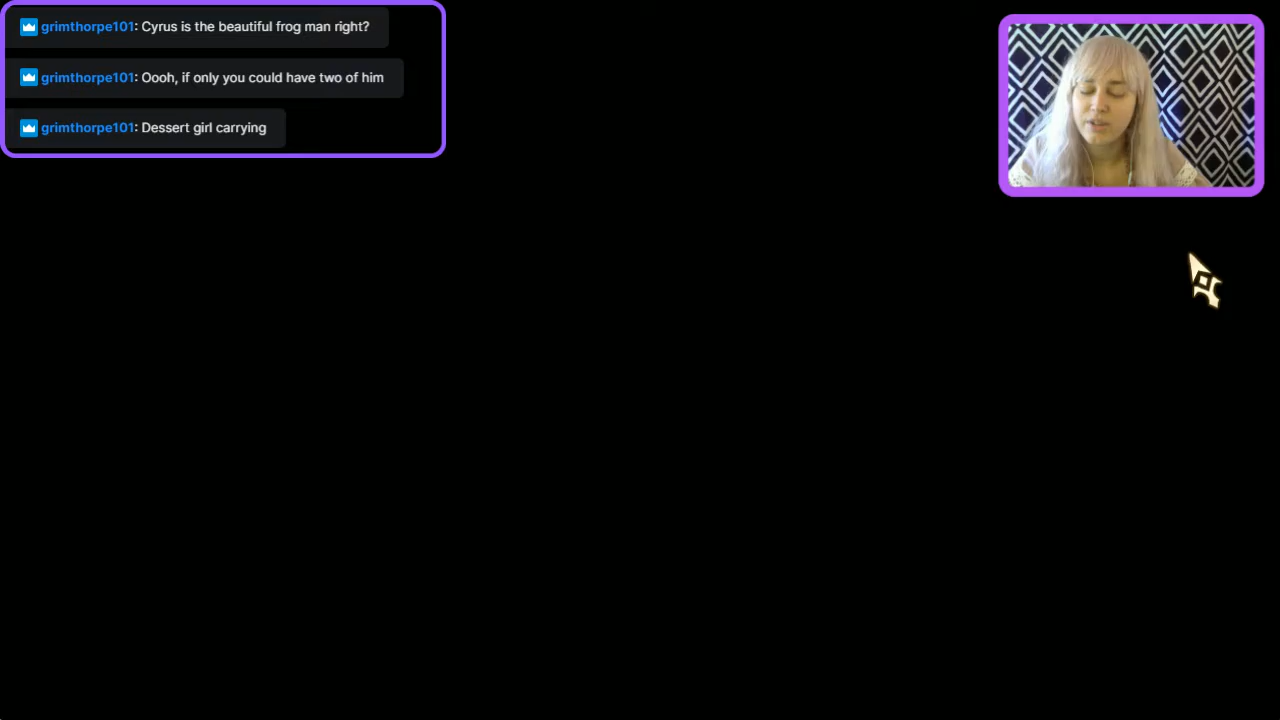 grimthorpe101: Cyrus is the beautiful frog man right?
grimthorpe101: Oooh, if only you could have two of him
grimthorpe101: Dessert girl carrying